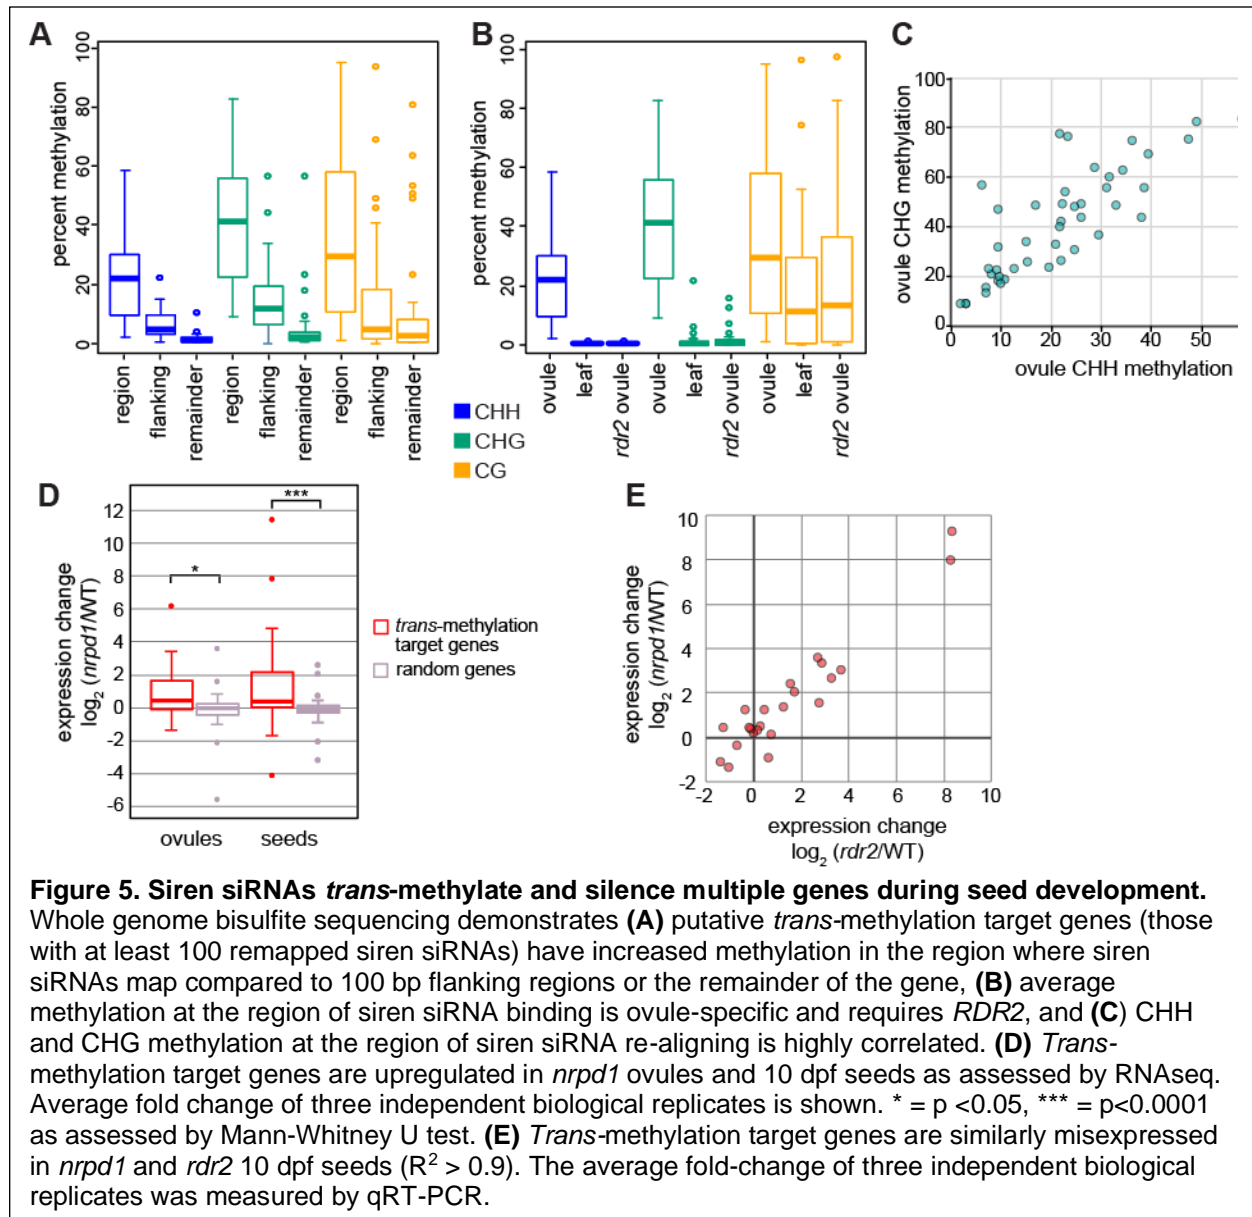 A
percent methylation
100
80
60
40
20
0
region
flanking
remainder
region
flanking
remainder
region
flanking
remainder
B
percent methylation
100
80
60
40
20
0
ovule
leaf
rdr2 ovule
ovule
leaf
rdr2 ovule
ovule
leaf
rdr2 ovule
CHH
CHG
CG
C
ovule CHG methylation
100
80
60
40
20
0
0 10 20 30 40 50
ovule CHH methylation
D
expression change
log2 (nrpd1/WT)
12
10
8
6
4
2
0
-2
-4
-6
*
***
ovules seeds
trans-methylation
target genes
random genes
E
expression change
log2 (nrpd1/WT)
10
8
6
4
2
0
-2
-2 0 2 4 6 8 10
expression change
log2 (rdr2/WT)
Figure 5. Siren siRNAs trans-methylate and silence multiple genes during seed development.
Whole genome bisulfite sequencing demonstrates (A) putative trans-methylation target genes (those
with at least 100 remapped siren siRNAs) have increased methylation in the region where siren
siRNAs map compared to 100 bp flanking regions or the remainder of the gene, (B) average
methylation at the region of siren siRNA binding is ovule-specific and requires RDR2, and (C) CHH
and CHG methylation at the region of siren siRNA re-aligning is highly correlated. (D) Trans-
methylation target genes are upregulated in nrpd1 ovules and 10 dpf seeds as assessed by RNAseq.
Average fold change of three independent biological replicates is shown. * = p <0.05, *** = p<0.0001
as assessed by Mann-Whitney U test. (E) Trans-methylation target genes are similarly misexpressed
in nrpd1 and rdr2 10 dpf seeds (R2 > 0.9). The average fold-change of three independent biological
replicates was measured by qRT-PCR.